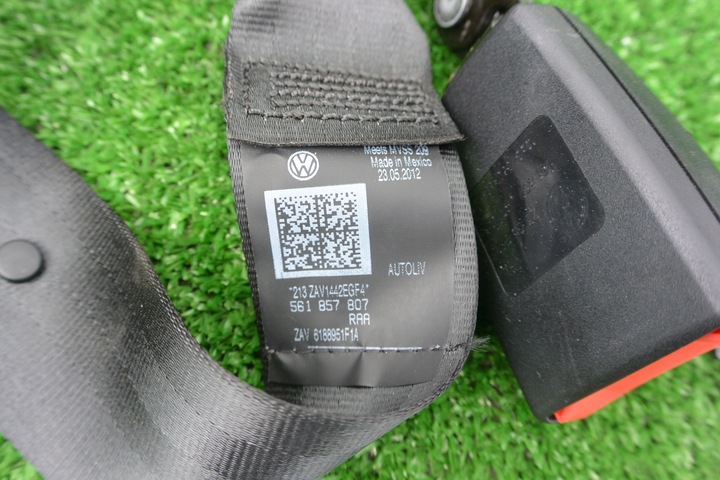 Meets MVSS 209
Made in Mexico
23.05.2012
AUTOLIV
*213 ZAV1442EGF4*
561 857 807
RAA
ZAV 6188951F1A